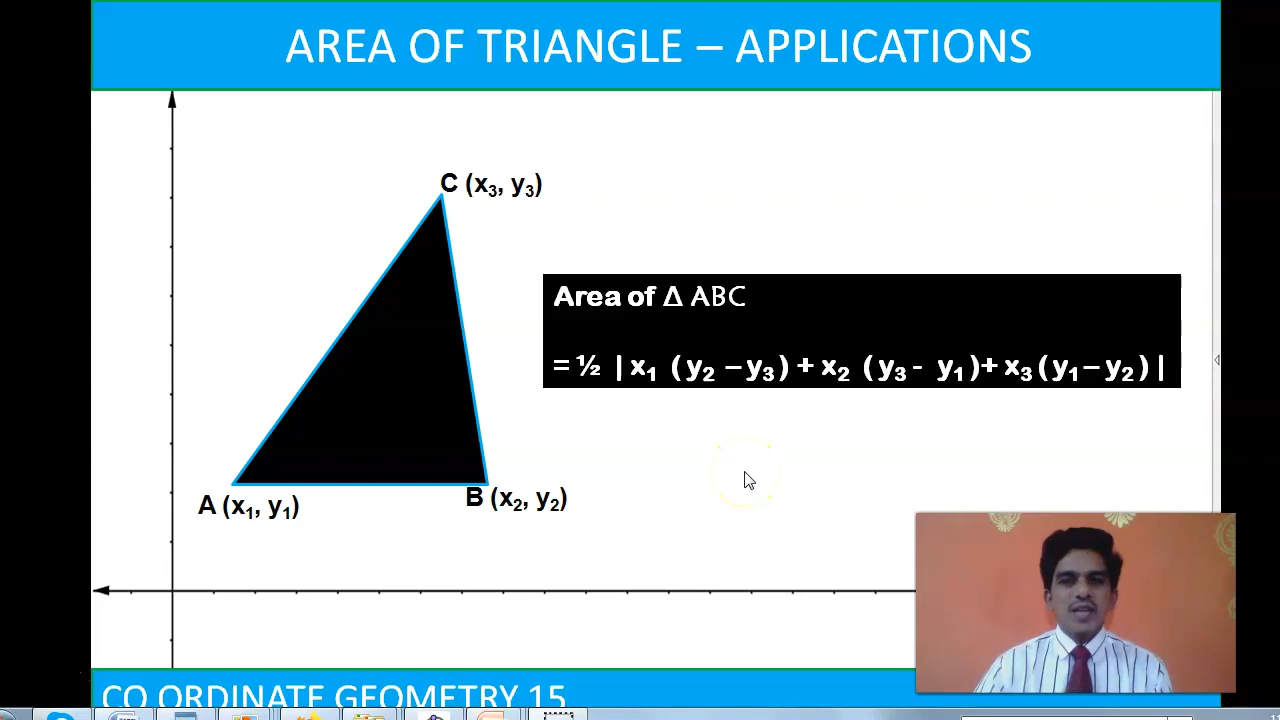 AREA OF TRIANGLE – APPLICATIONS
C (x₃, y₃)
Area of Δ ABC
= ½ | x₁ ( y₂ – y₃ ) + x₂ ( y₃ - y₁ )+ x₃ ( y₁ – y₂ ) |
A (x₁, y₁)
B (x₂, y₂)
CO ORDINATE GEOMETRY 15